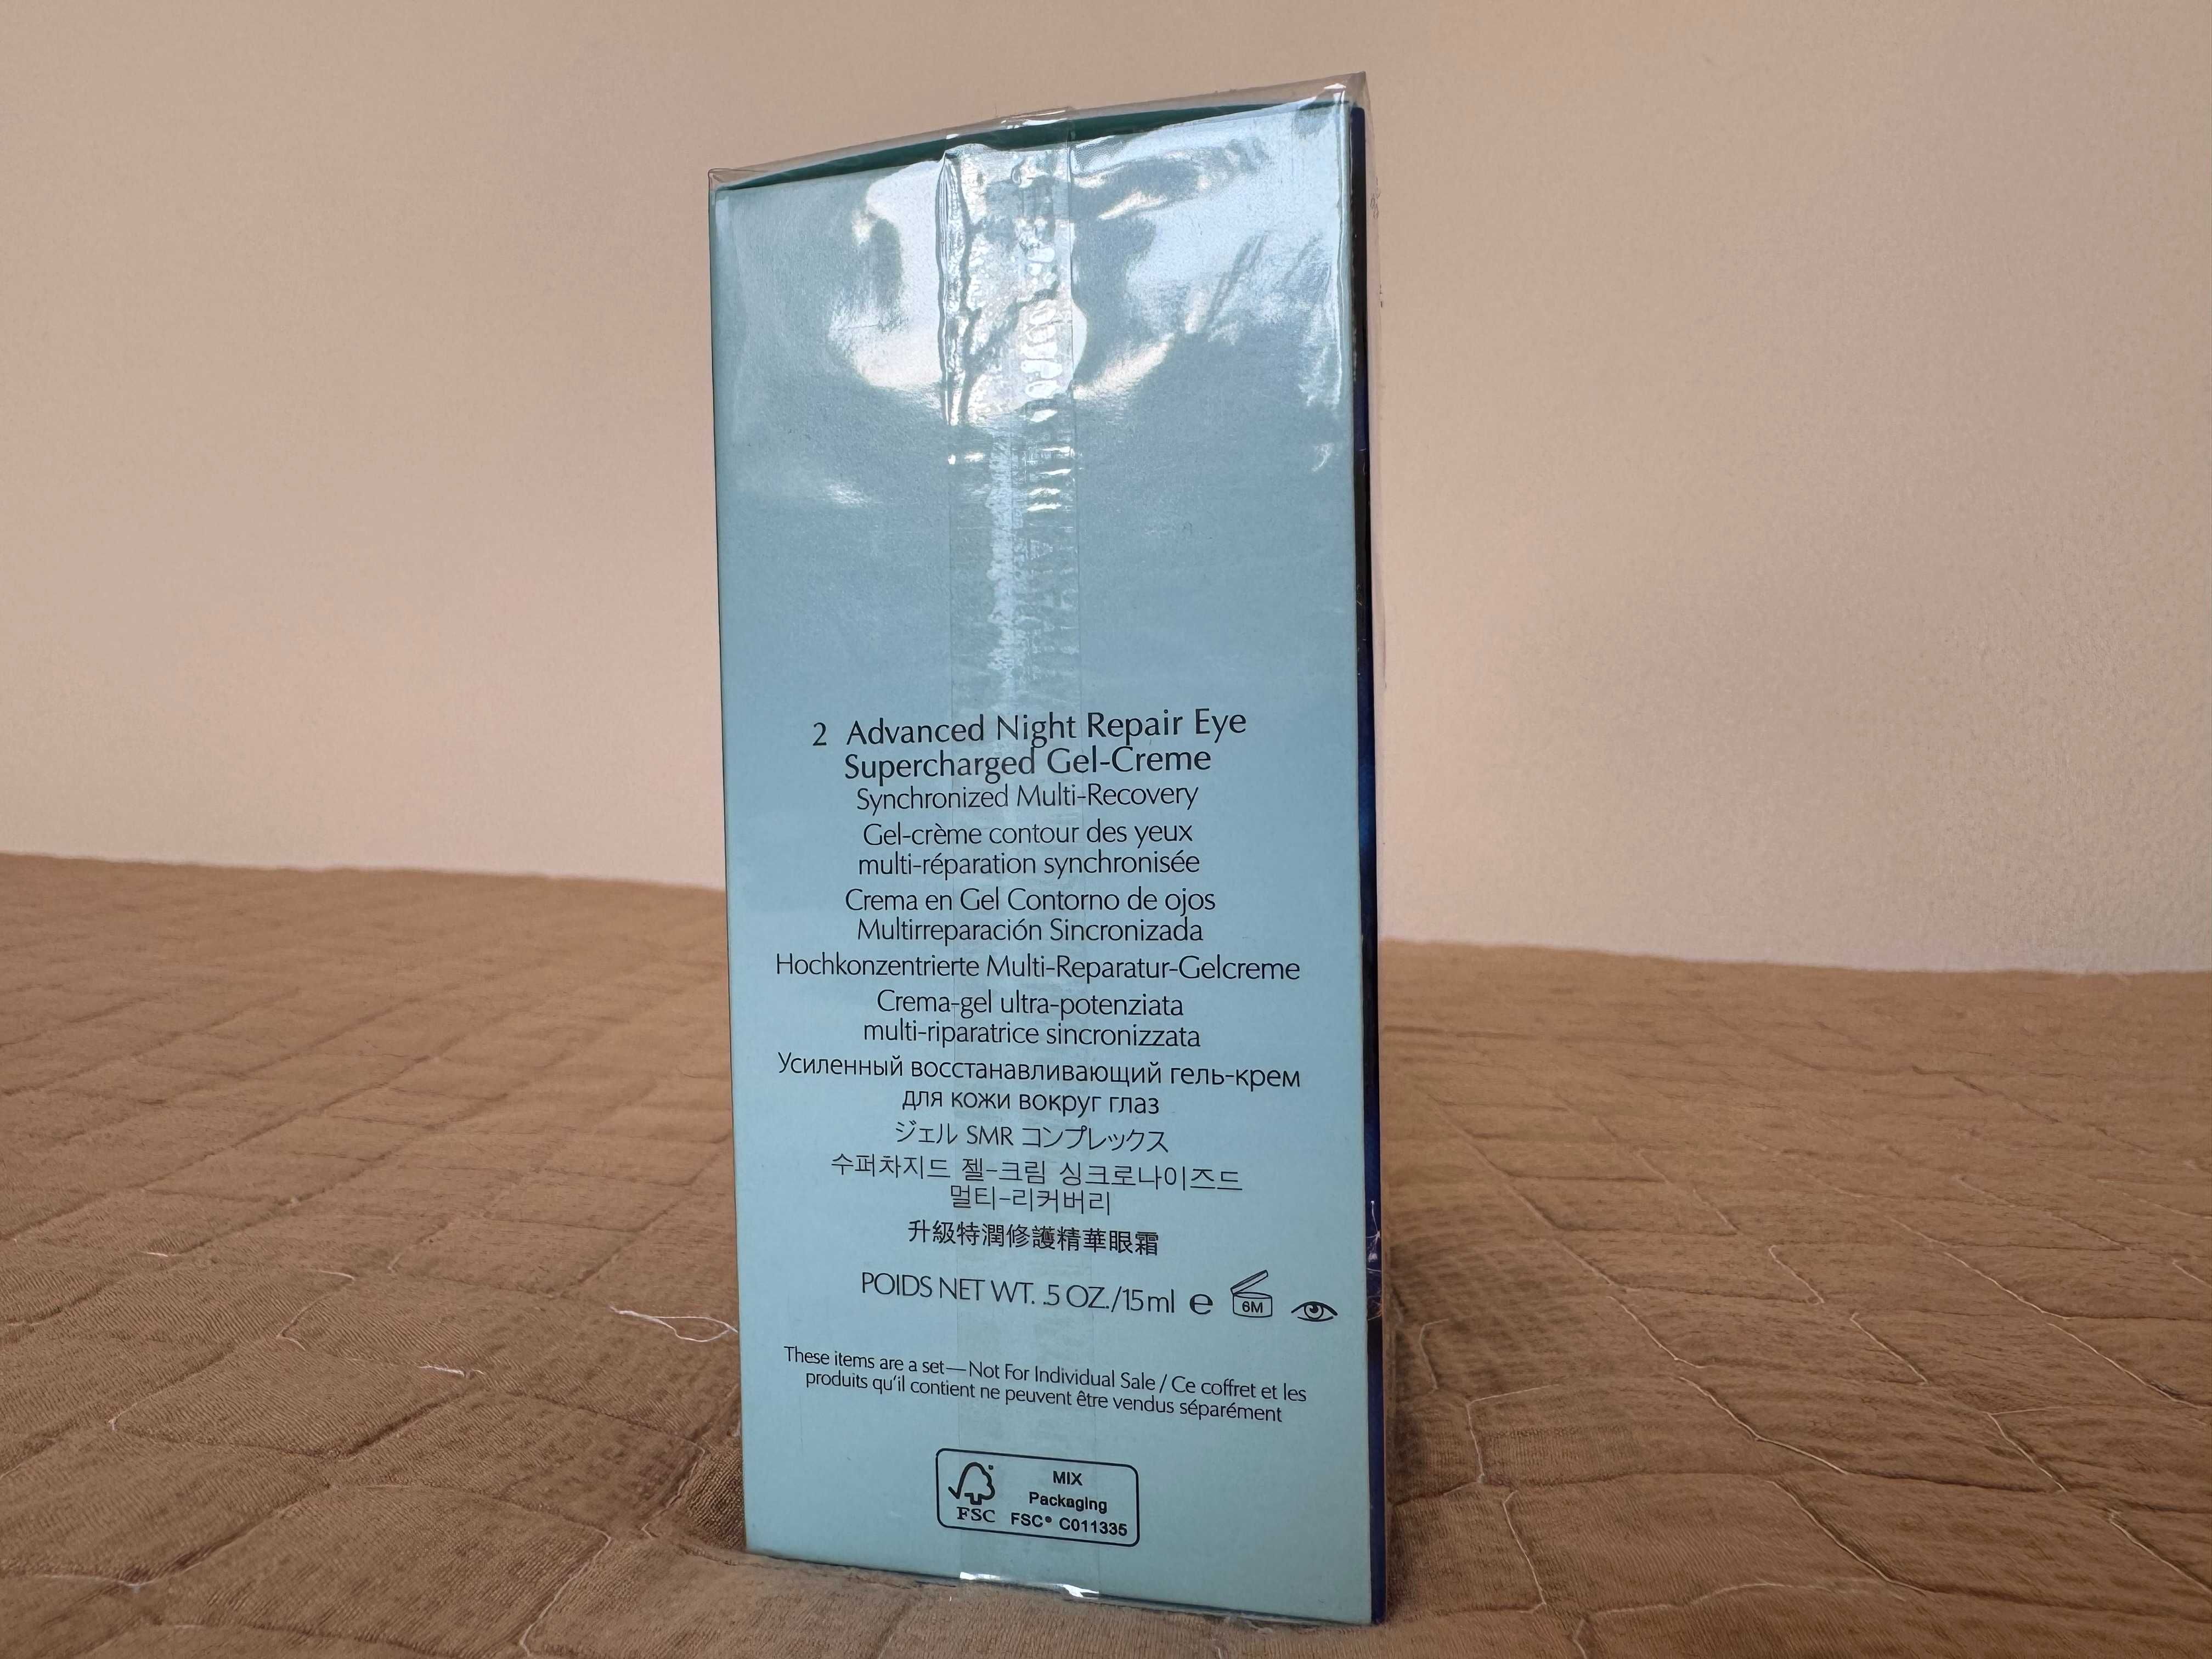 2 Advanced Night Repair Eye
Supercharged Gel-Creme
Synchronized Multi-Recovery
Gel-crème contour des yeux
multi-réparation synchronisée
Crema en Gel Contorno de ojos
Multirreparación Sincronizada
Hochkonzentrierte Multi-Reparatur-Gelcreme
Crema-gel ultra-potenziata
multi-riparatrice sincronizzata
Усиленный восстанавливающий гель-крем
для кожи вокруг глаз
ジェル SMR コンプレックス
수퍼차지드 젤-크림 싱크로나이즈드
멀티-리커버리
升級特潤修護精華眼霜
POIDS NET WT. .5 OZ./15ml e 6M
These items are a set—Not For Individual Sale / Ce coffret et les
produits qu'il contient ne peuvent être vendus séparément
MIX
Packaging
FSC FSC® C011335